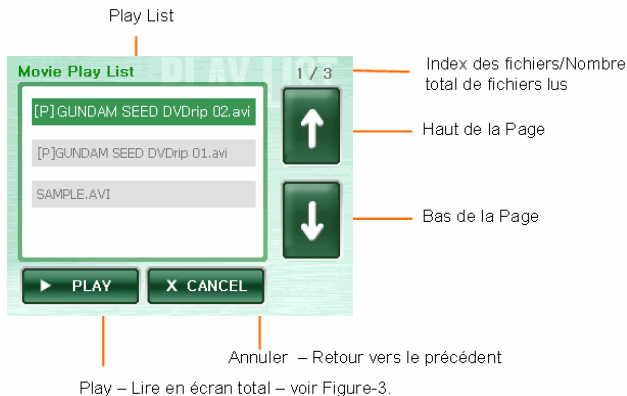 Play List
PLAY LIST
Movie Play List
1 / 3
Index des fichiers/Nombre
total de fichiers lus
[P]GUNDAM SEED DVDrip 02.avi
Haut de la Page
[P]GUNDAM SEED DVDrip 01.avi
SAMPLE.AVI
Bas de la Page
PLAY
X CANCEL
Annuler – Retour vers le précédent
Play – Lire en écran total – voir Figure-3.